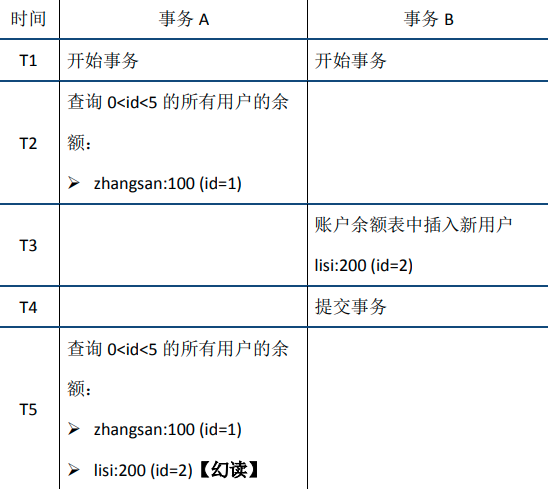 时间 事务 A 事务 B
T1 开始事务 开始事务
查询 0<id<5 的所有用户的余
额：
T2
➢ zhangsan:100 (id=1)
T3
账户余额表中插入新用户
lisi:200 (id=2)
T4 提交事务
T5
查询 0<id<5 的所有用户的余
额：
➢ zhangsan:100 (id=1)
➢ lisi:200 (id=2)【幻读】